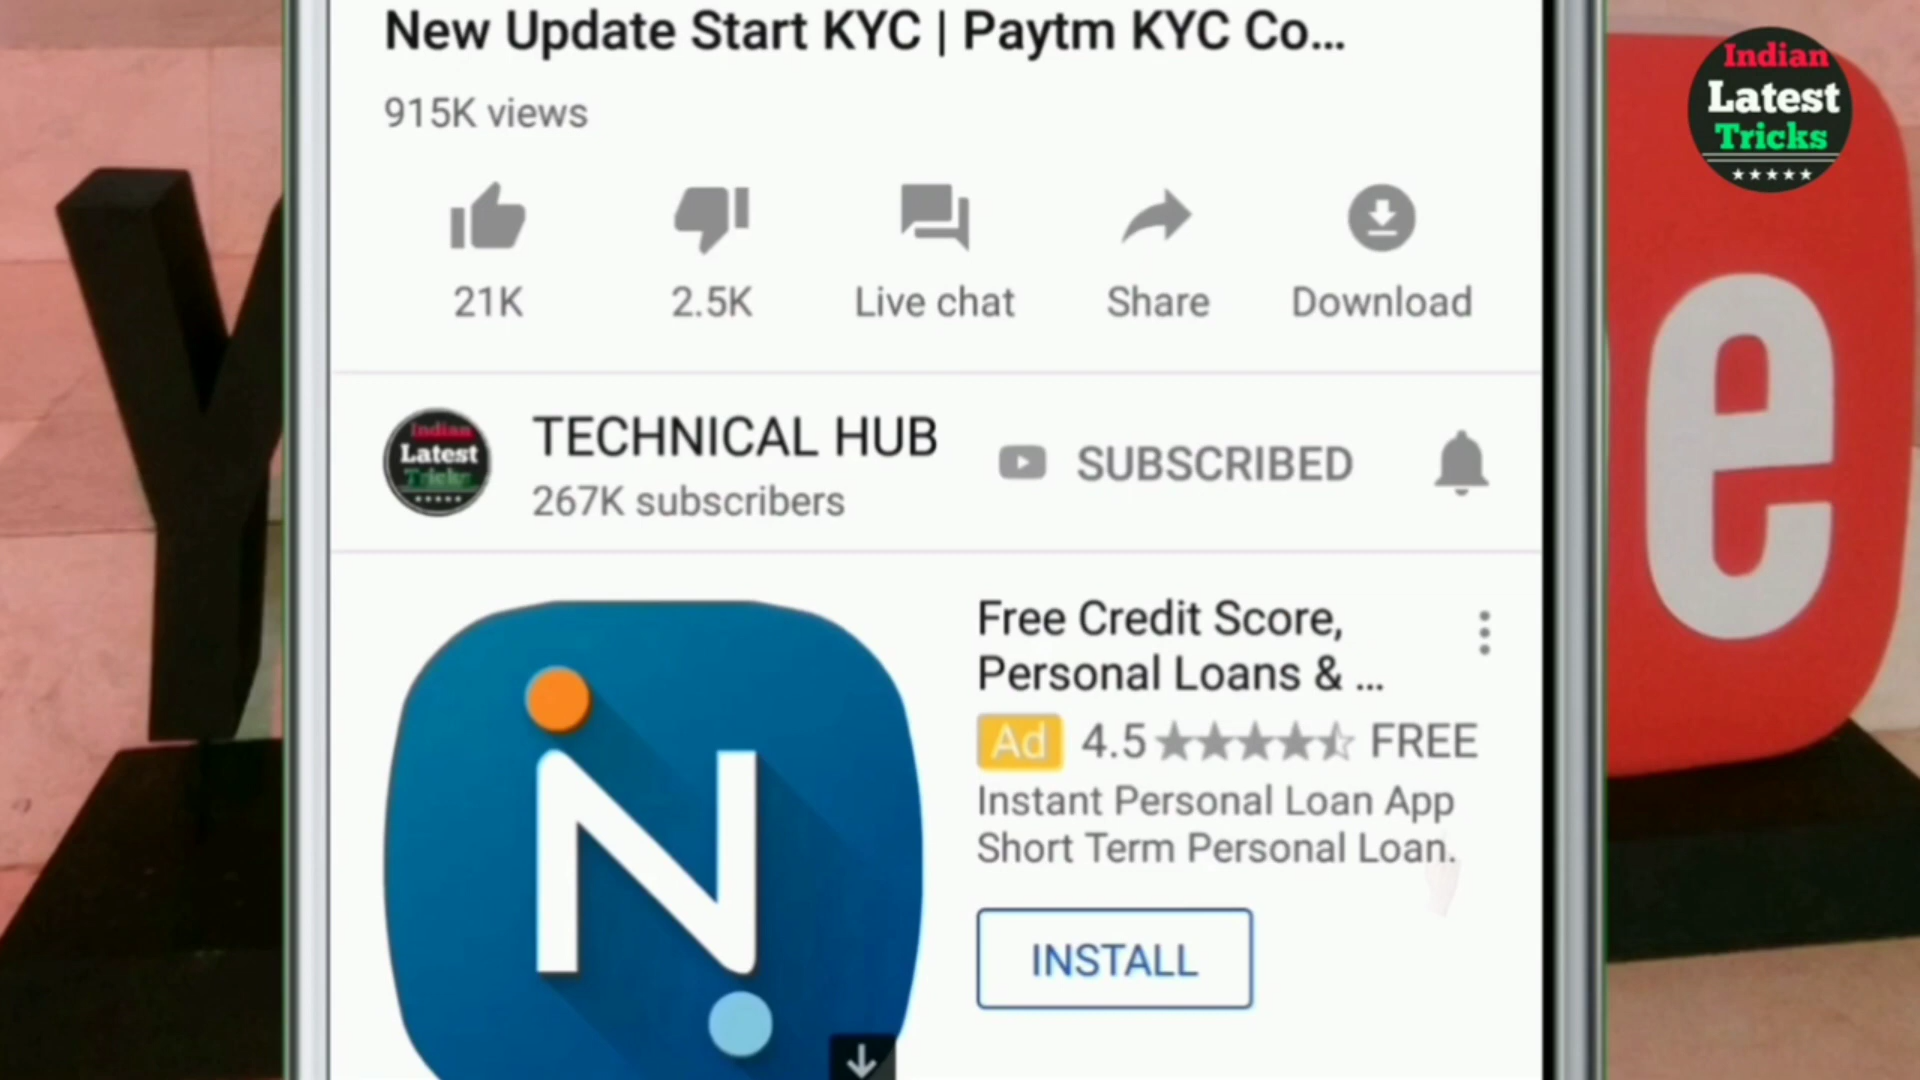 New Update Start KYC | Paytm KYC Co...
915K views
21K
2.5K
Live chat
Share
Download
Indian
Latest
Tricks
TECHNICAL HUB
267K subscribers
SUBSCRIBED
Indian
Latest
Tricks
Free Credit Score,
Personal Loans & ...
Ad 4.5 FREE
Instant Personal Loan App
Short Term Personal Loan.
INSTALL
N
Y
e